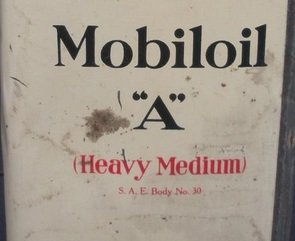 Mobiloil
"A"
(Heavy Medium)
S. A. E. Body No. 30